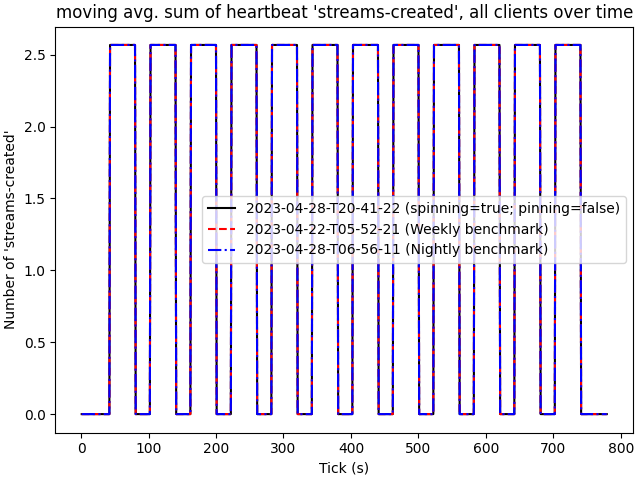 moving avg. sum of heartbeat 'streams-created', all clients over time
Number of 'streams-created'
2.5
2.0
1.5
1.0
0.5
0.0
2023-04-28-T20-41-22 (spinning=true; pinning=false)
2023-04-22-T05-52-21 (Weekly benchmark)
2023-04-28-T06-56-11 (Nightly benchmark)
0 100 200 300 400 500 600 700 800
Tick (s)